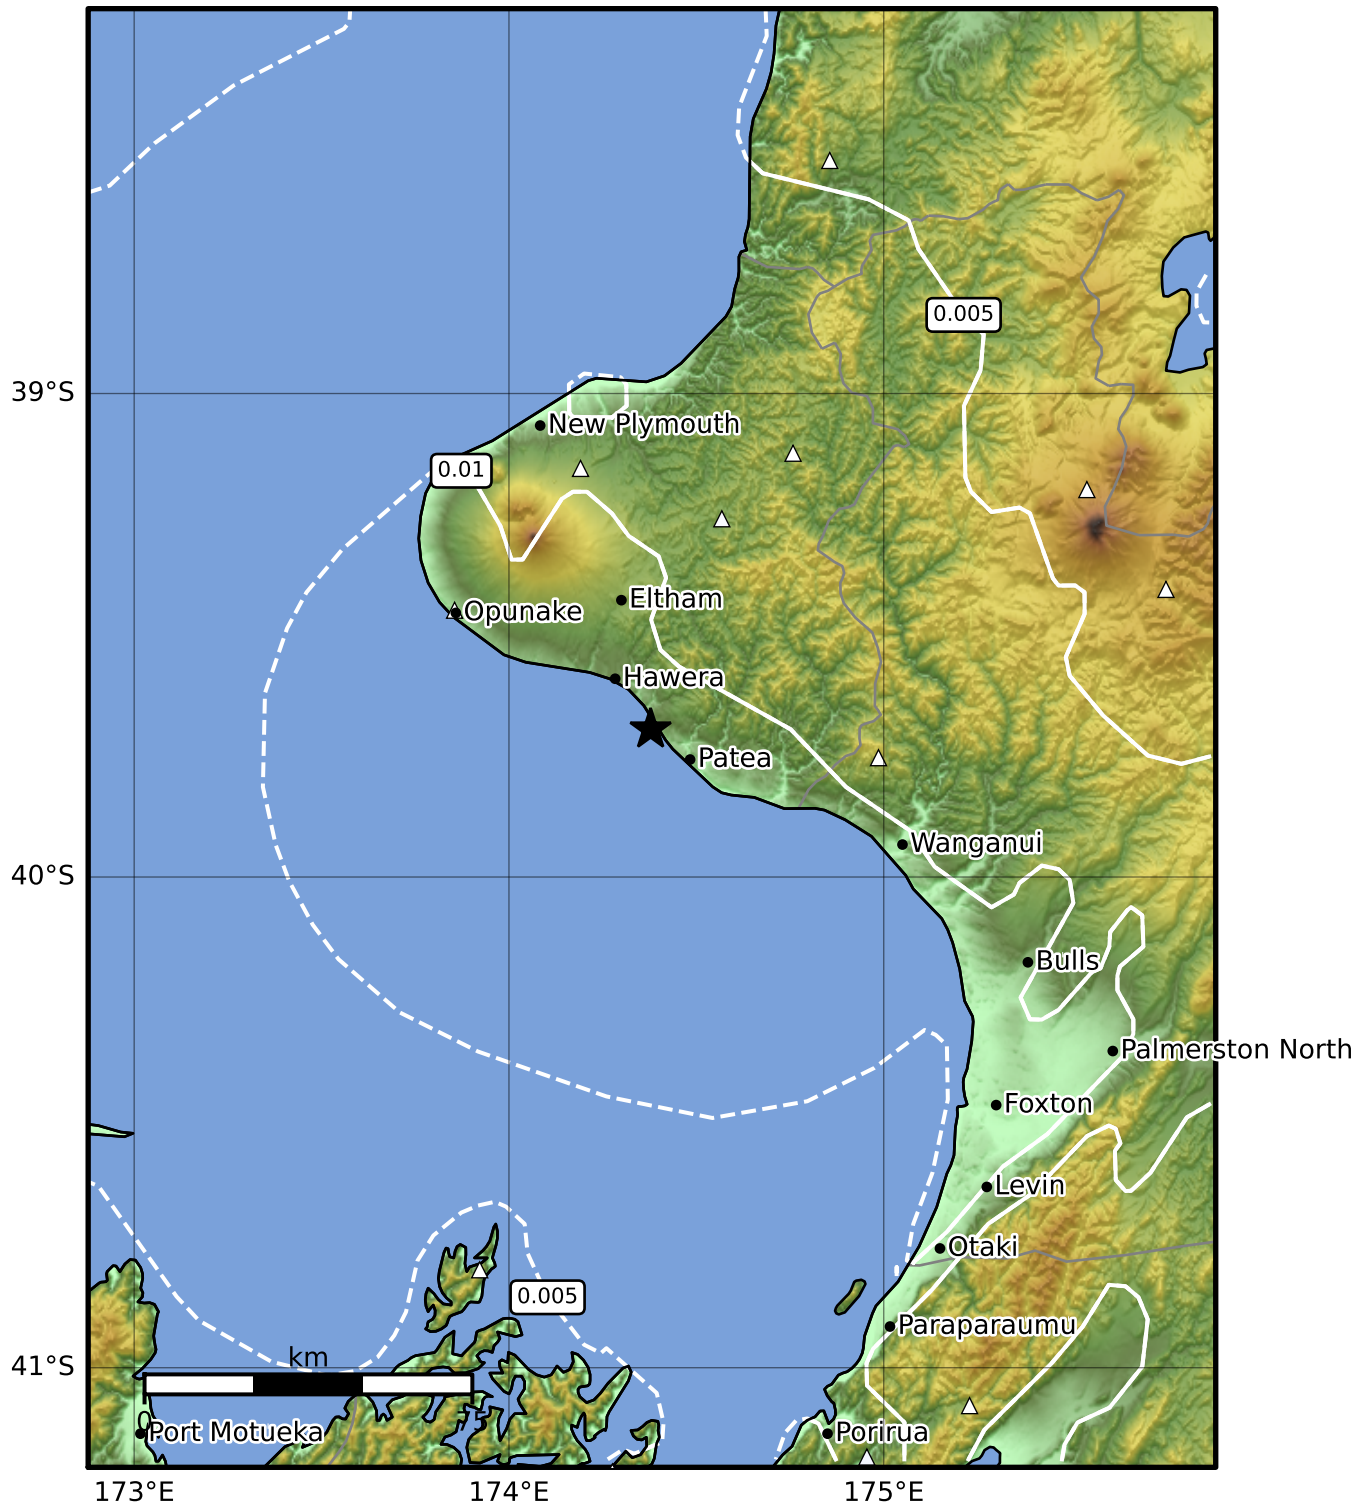 0.005
39°S
New Plymouth
0.01
Eltham
Opunake
Hawera
Patea
Wanganui
40°S
Bulls
Palmerston North
Foxton
Levin
Otaki
0.005
Paraparaumu
km
41°S
0
Port Motueka
Porirua
173°E
174°E
175°E